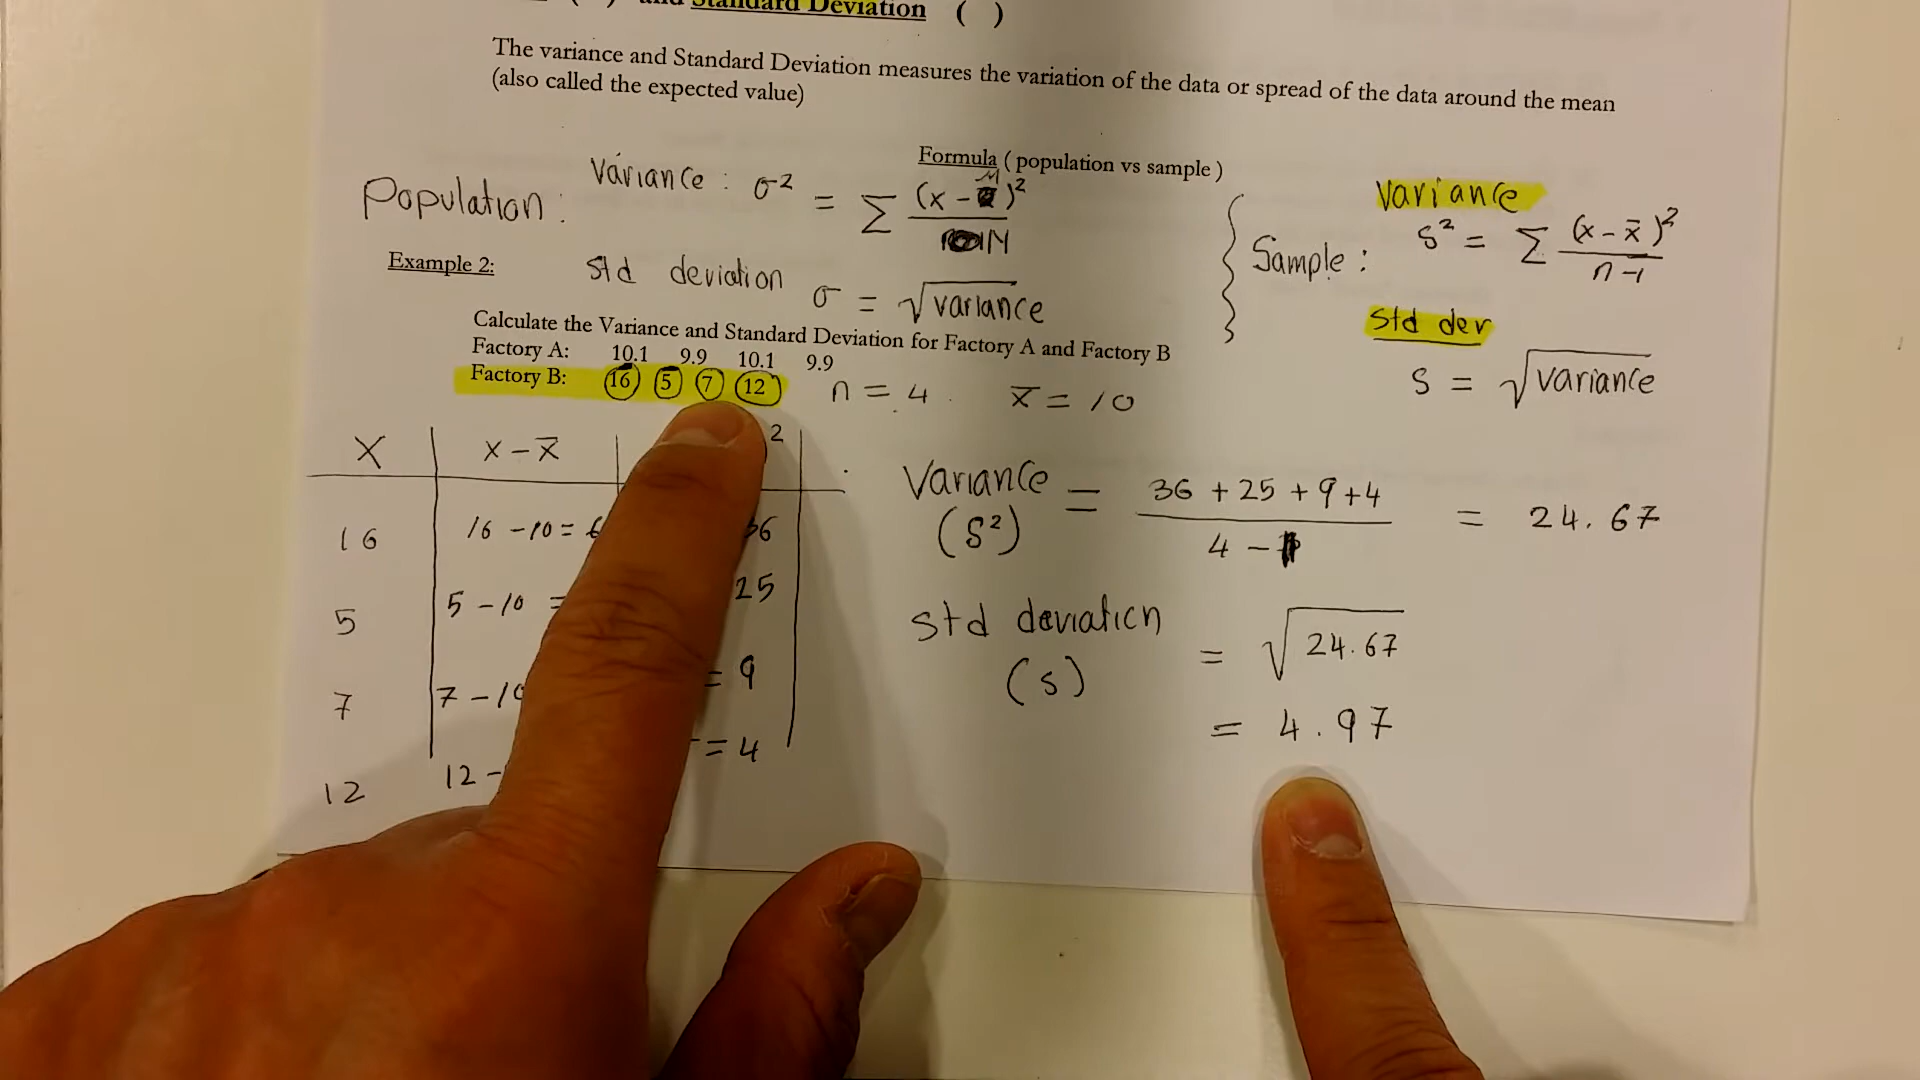 and Standard Deviation ( )
The variance and Standard Deviation measures the variation of the data or spread of the data around the mean
(also called the expected value)
Formula ( population vs sample )
Population : Variance : σ² = Σ (x - μ)² / N
std deviation σ = √variance
Sample : variance s² = Σ (x - x̄)² / n-1
std dev
s = √variance
Example 2:
Calculate the Variance and Standard Deviation for Factory A and Factory B
Factory A: 10.1 9.9 10.1 9.9
Factory B: 16 5 7 12 n = 4 x̄ = 10
X x - x̄ 2
16 16 - 10 = 6 36
5 5 - 10 = 25
7 7 - 10 = 9
12 12 - = 4
Variance (S²) = 36 + 25 + 9 + 4 / 4 - 1 = 24.67
std deviation (s) = √24.67
= 4.97